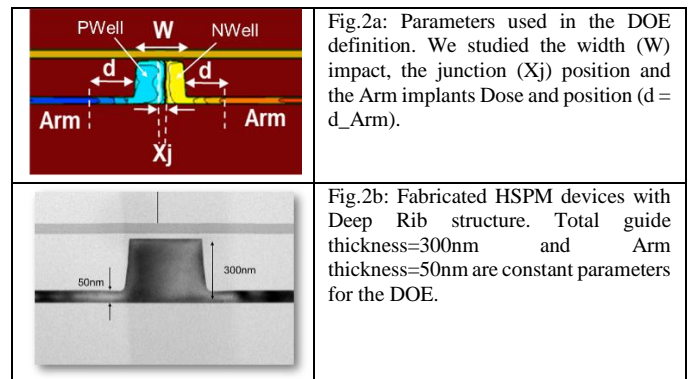 PWell W NWell
d d
Arm Arm
Xj
Fig.2a: Parameters used in the DOE
definition. We studied the width (W)
impact, the junction (Xj) position and
the Arm implants Dose and position (d =
d_Arm).
50nm 300nm
Fig.2b: Fabricated HSPM devices with
Deep Rib structure. Total guide
thickness=300nm and Arm
thickness=50nm are constant parameters
for the DOE.